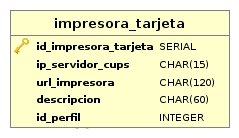 impresora_tarjeta
id_impresora_tarjeta SERIAL
ip_servidor_cups CHAR(15)
url_impresora CHAR(120)
descripcion CHAR(60)
id_perfil INTEGER